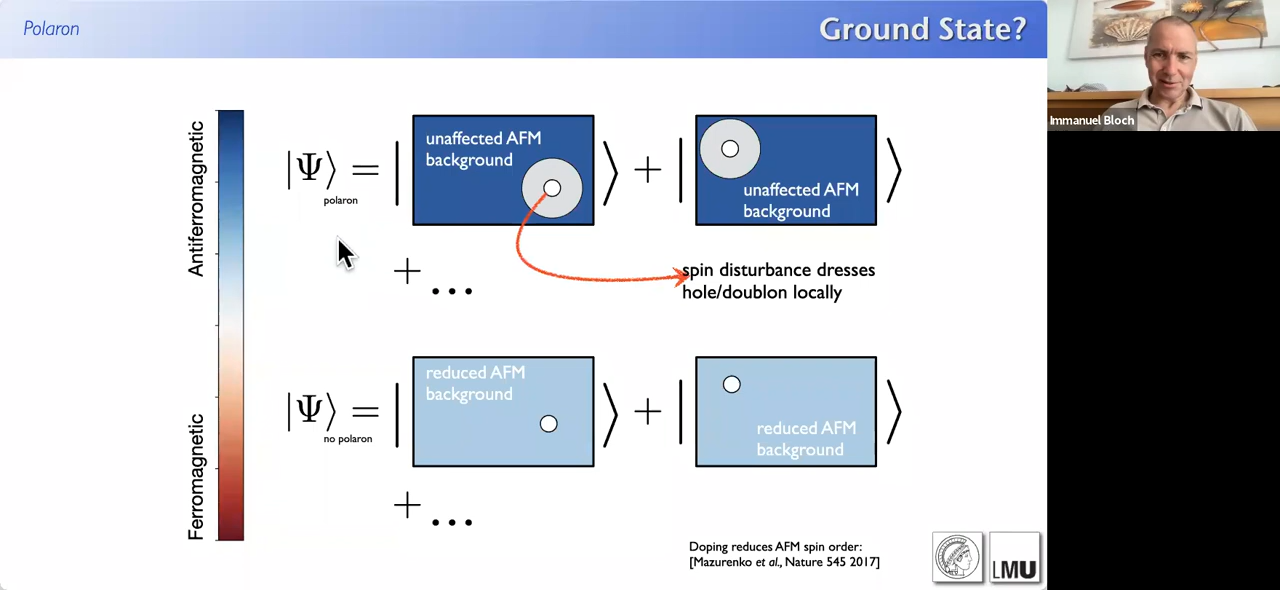 Polaron
Ground State?
Immanuel Bloch
Antiferromagnetic
Ferromagnetic
|Ψ⟩ =
polaron
|
unaffected AFM
background
⟩ + |
unaffected AFM
background
⟩
+ ...
spin disturbance dresses
hole/doublon locally
|Ψ⟩ =
no polaron
|
reduced AFM
background
⟩ + |
reduced AFM
background
⟩
+ ...
Doping reduces AFM spin order:
[Mazurenko et al., Nature 545 2017]
LMU